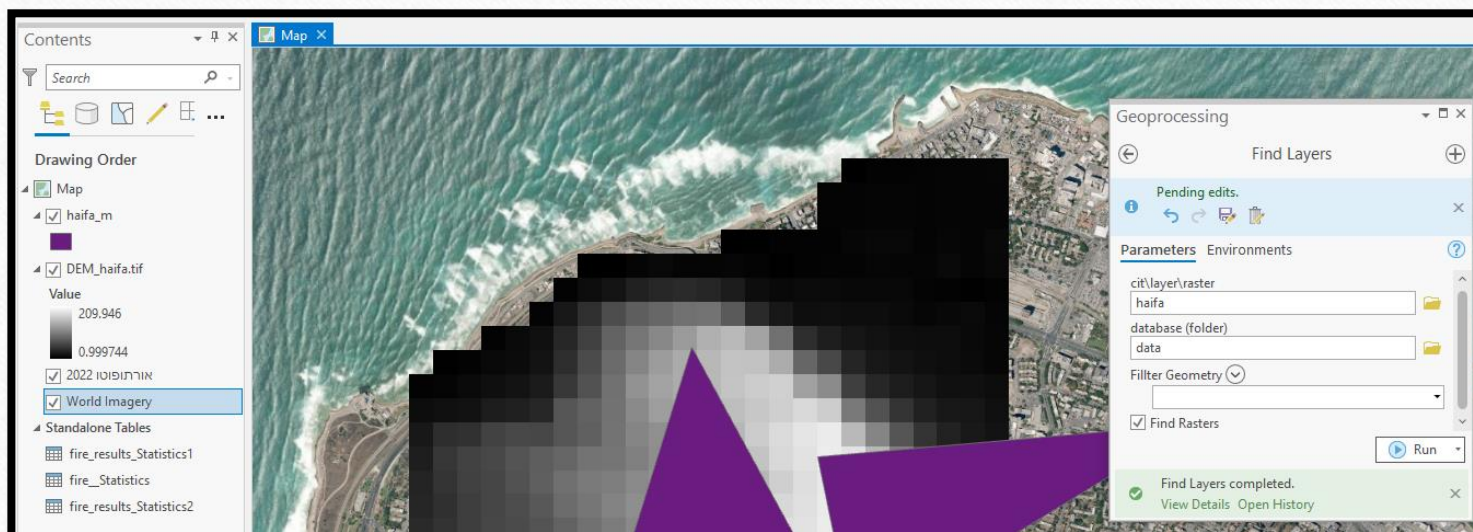 Contents
Map
Search
Drawing Order
Map
haifa_m
DEM_haifa.tif
Value
209.946
0.999744
אורתופוטו 2022
World Imagery
Standalone Tables
fire_results_Statistics1
fire__Statistics
fire_results_Statistics2
Geoprocessing
Find Layers
Pending edits.
Parameters Environments
cit\layer\raster
haifa
database (folder)
data
Fillter Geometry
Find Rasters
Run
Find Layers completed.
View Details Open History